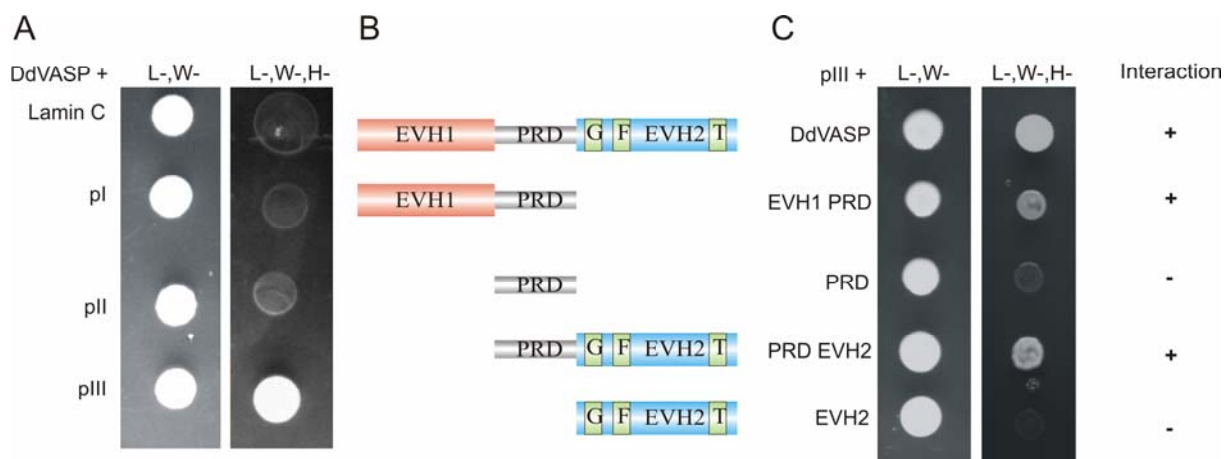 A
DdVASP +
L-,W-
L-,W-,H-
Lamin C
pI
pII
pIII
B
EVH1 PRD G F EVH2 T
EVH1 PRD
PRD
PRD G F EVH2 T
G F EVH2 T
C
pIII +
L-,W-
L-,W-,H-
Interaction
DdVASP +
EVH1 PRD +
PRD -
PRD EVH2 +
EVH2 -